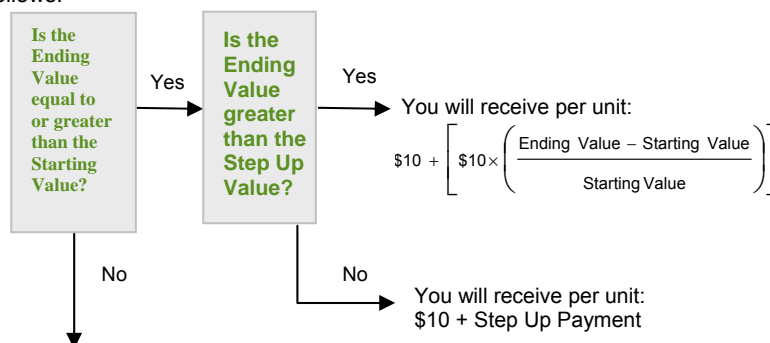 Is the
Ending
Value
equal to
or greater
than the
Starting
Value?
Yes
Is the
Ending
Value
greater
than the
Step Up
Value?
Yes
You will receive per unit:
$10 + [ $10 × ( Ending Value – Starting Value
Starting Value ) ]
No
No
You will receive per unit:
$10 + Step Up Payment